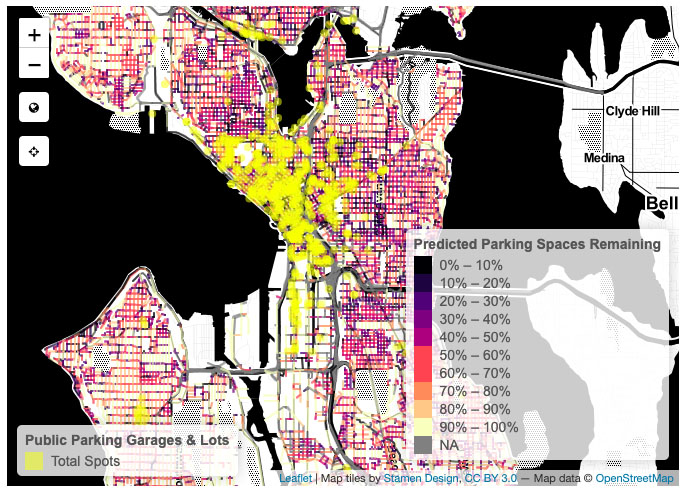 +
−
Clyde Hill
Medina
Bell
Predicted Parking Spaces Remaining
0% – 10%
10% – 20%
20% – 30%
30% – 40%
40% – 50%
50% – 60%
60% – 70%
70% – 80%
80% – 90%
90% – 100%
NA
Public Parking Garages & Lots
Total Spots
Leaflet | Map tiles by Stamen Design, CC BY 3.0 — Map data © OpenStreetMap